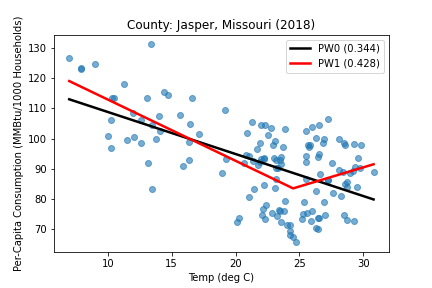 County: Jasper, Missouri (2018)
PW0 (0.344)
PW1 (0.428)
Per-Capita Consumption (MMBtu/1000 Households)
130
120
110
100
90
80
70
10 15 20 25 30
Temp (deg C)